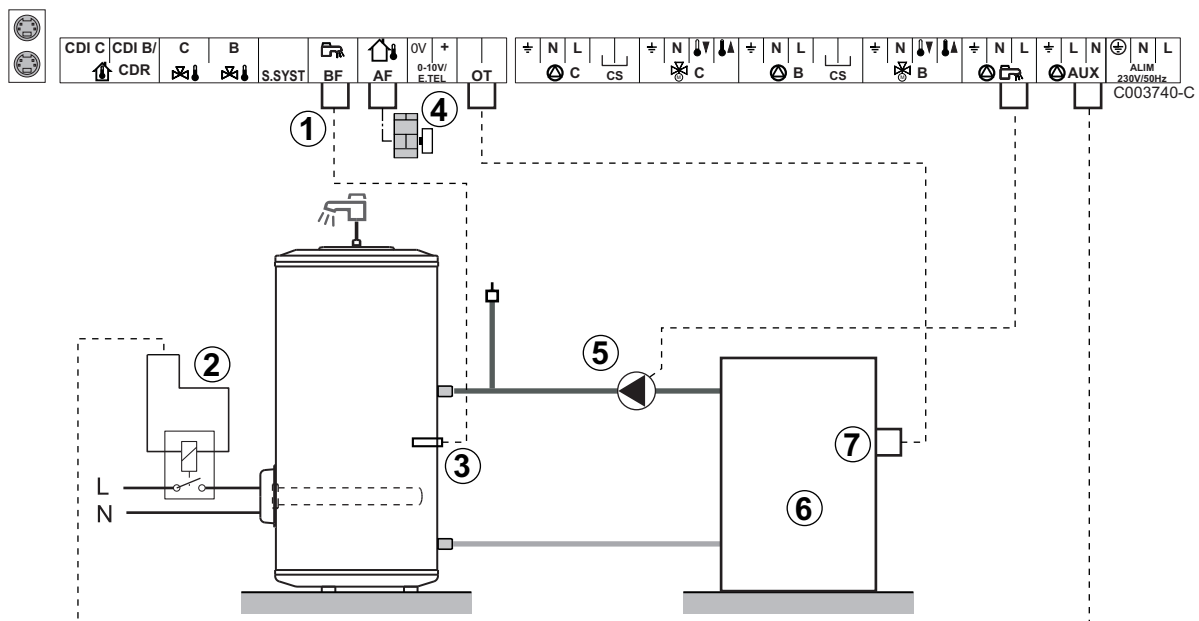 CDI C CDI B/ C B 0V + ⏚ N L ⏚ N ⏚ N L ⏚ N ⏚ N L ⏚ L N N L
CDR S.SYST BF AF 0-10V/ E.TEL OT C CS C B CS B AUX ALIM 230V/50Hz
C003740-C
1
4
2
5
3
7
6
L
N